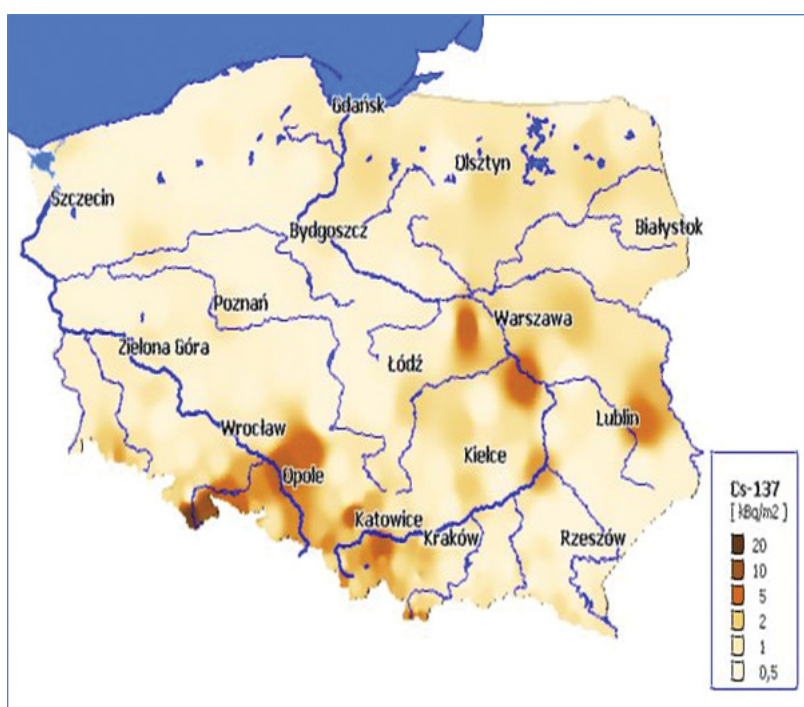 Gdańsk
Olsztyn
Szczecin
Bydgoszcz
Białystok
Poznań
Warszawa
Zielona Góra
Łódź
Wrocław
Lublin
Opole
Kielce
Katowice
Kraków
Rzeszów
Cs-137
[ kBq/m2 ]
20
10
5
2
1
0,5